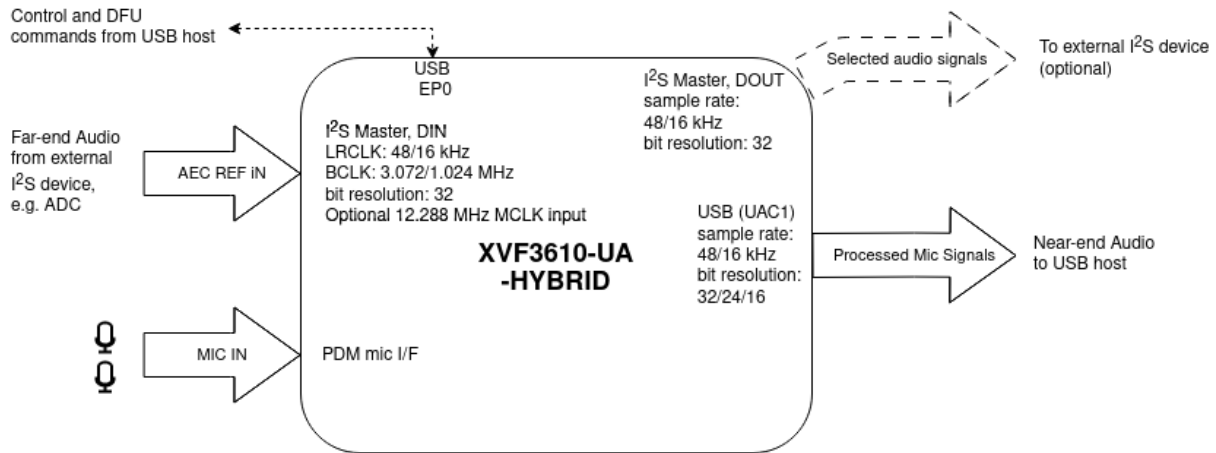 Control and DFU
commands from USB host
USB
EP0
Selected audio signals
To external I²S device
(optional)
I²S Master, DOUT
sample rate:
48/16 kHz
bit resolution: 32
Far-end Audio
from external
I²S device,
e.g. ADC
AEC REF iN
I²S Master, DIN
LRCLK: 48/16 kHz
BCLK: 3.072/1.024 MHz
bit resolution: 32
Optional 12.288 MHz MCLK input
XVF3610-UA
-HYBRID
USB (UAC1)
sample rate:
48/16 kHz
bit resolution:
32/24/16
Processed Mic Signals
Near-end Audio
to USB host
MIC IN
PDM mic I/F